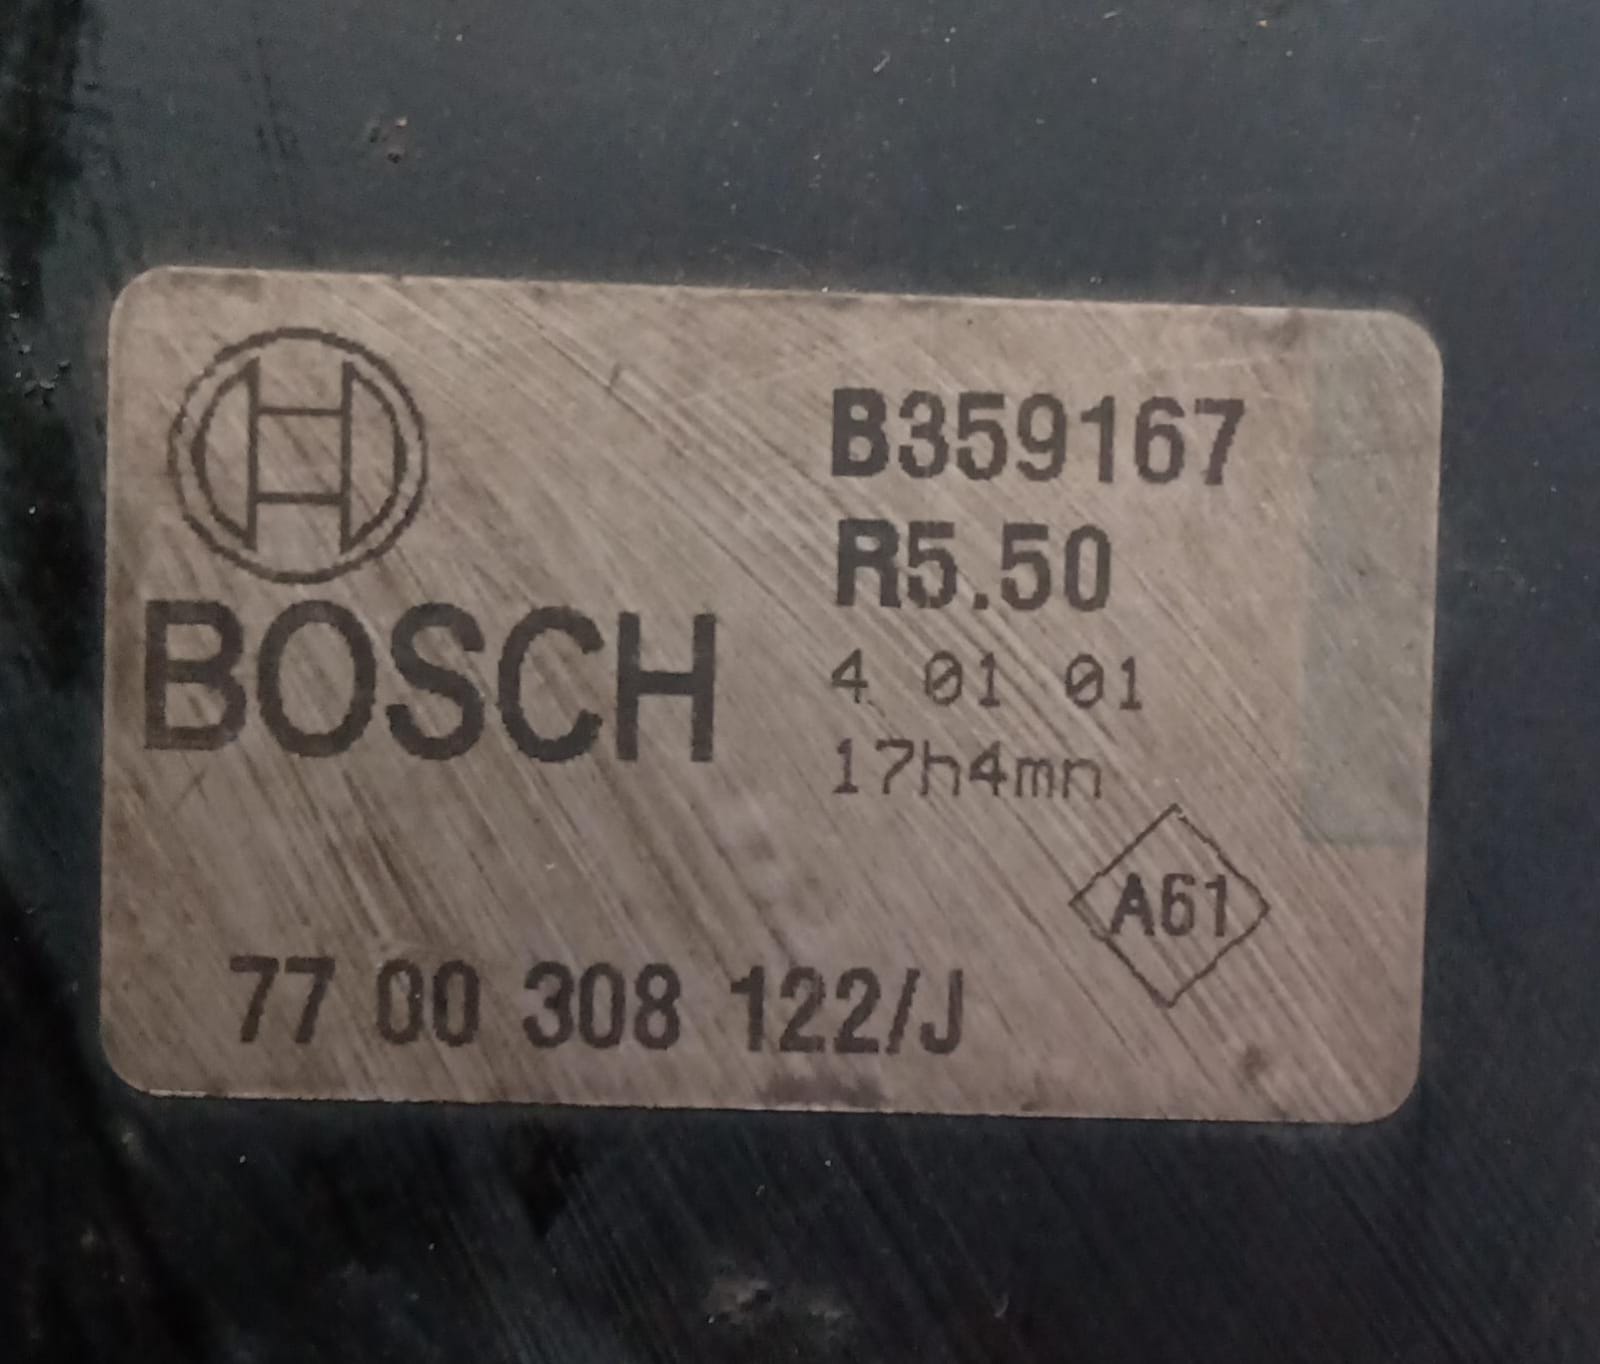 BOSCH
B359167
R5.50
4 01 01
17h4mn
A61
77 00 308 122/J